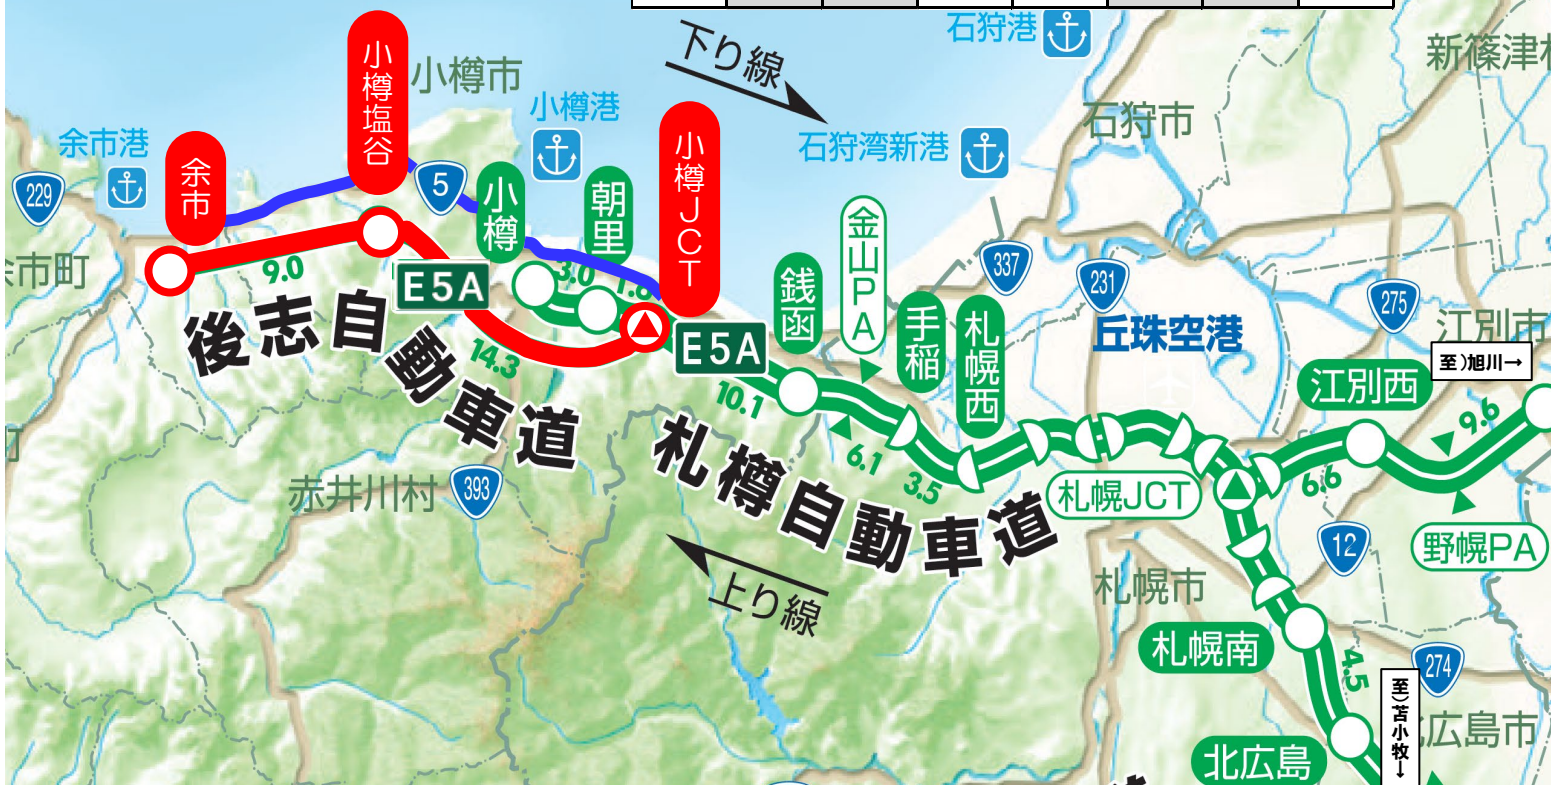 石狩港
新篠津村
下り線
小樽市
小樽塩谷
小樽港
石狩市
余市港
余市
石狩湾新港
小樽JCT
229
5
小樽
朝里
金山PA
337
231
275
余市町
9.0
E5A
3.0
1.6
銭函
手稲
札幌西
丘珠空港
江別市
至)旭川→
後志自動車道
14.3
E5A
10.1
江別西
9.6
札樽自動車道
6.1
3.5
6.6
赤井川村
393
札幌JCT
12
野幌PA
上り線
札幌市
札幌南
4.5
274
至)苫小牧→
北広島市
北広島